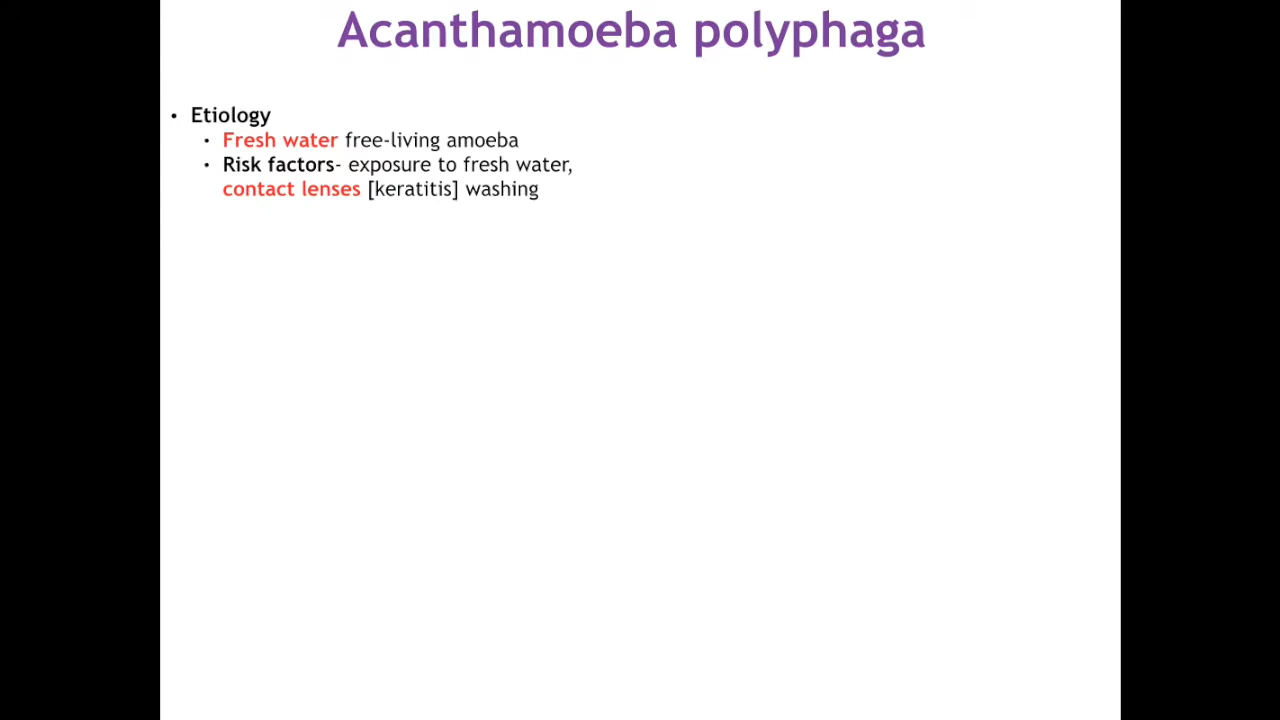 Acanthamoeba polyphaga
• Etiology
• Fresh water free-living amoeba
• Risk factors- exposure to fresh water,
contact lenses [keratitis] washing